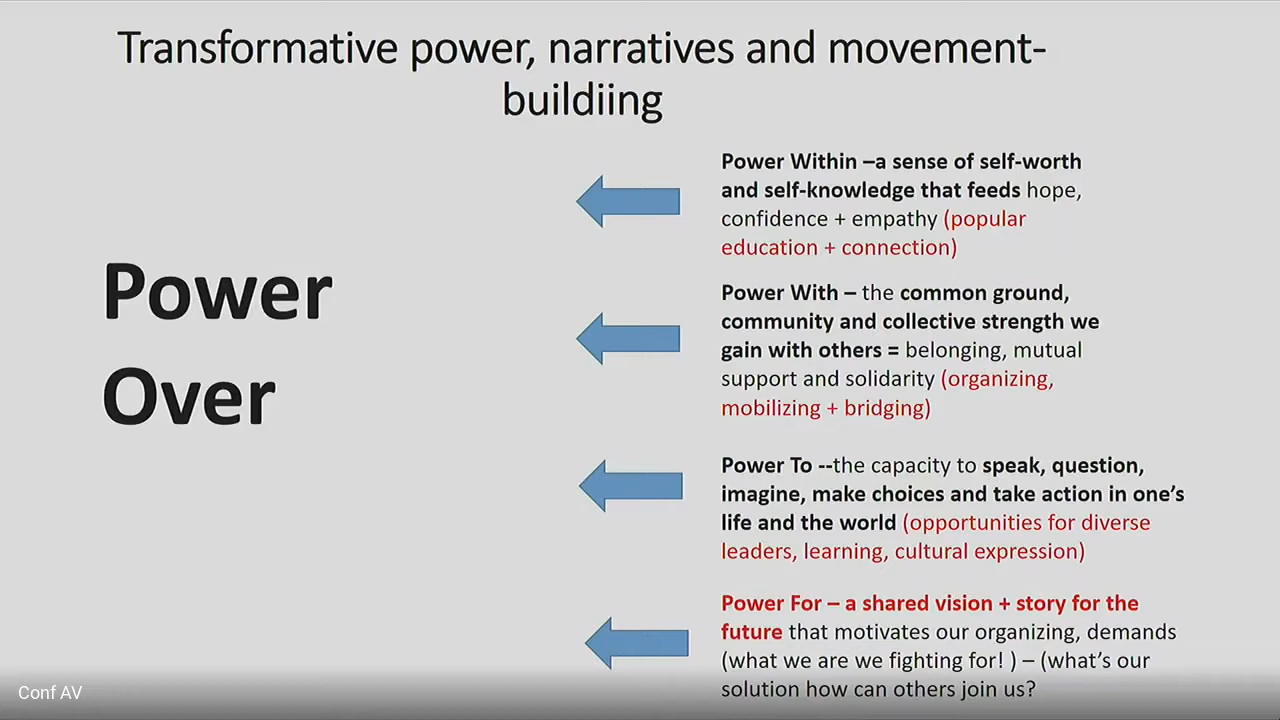 Transformative power, narratives and movement-
buildiing
Power
Over
Power Within –a sense of self-worth
and self-knowledge that feeds hope,
confidence + empathy (popular
education + connection)
Power With – the common ground,
community and collective strength we
gain with others = belonging, mutual
support and solidarity (organizing,
mobilizing + bridging)
Power To --the capacity to speak, question,
imagine, make choices and take action in one’s
life and the world (opportunities for diverse
leaders, learning, cultural expression)
Power For – a shared vision + story for the
future that motivates our organizing, demands
(what we are we fighting for! ) – (what’s our
solution how can others join us?
Conf AV